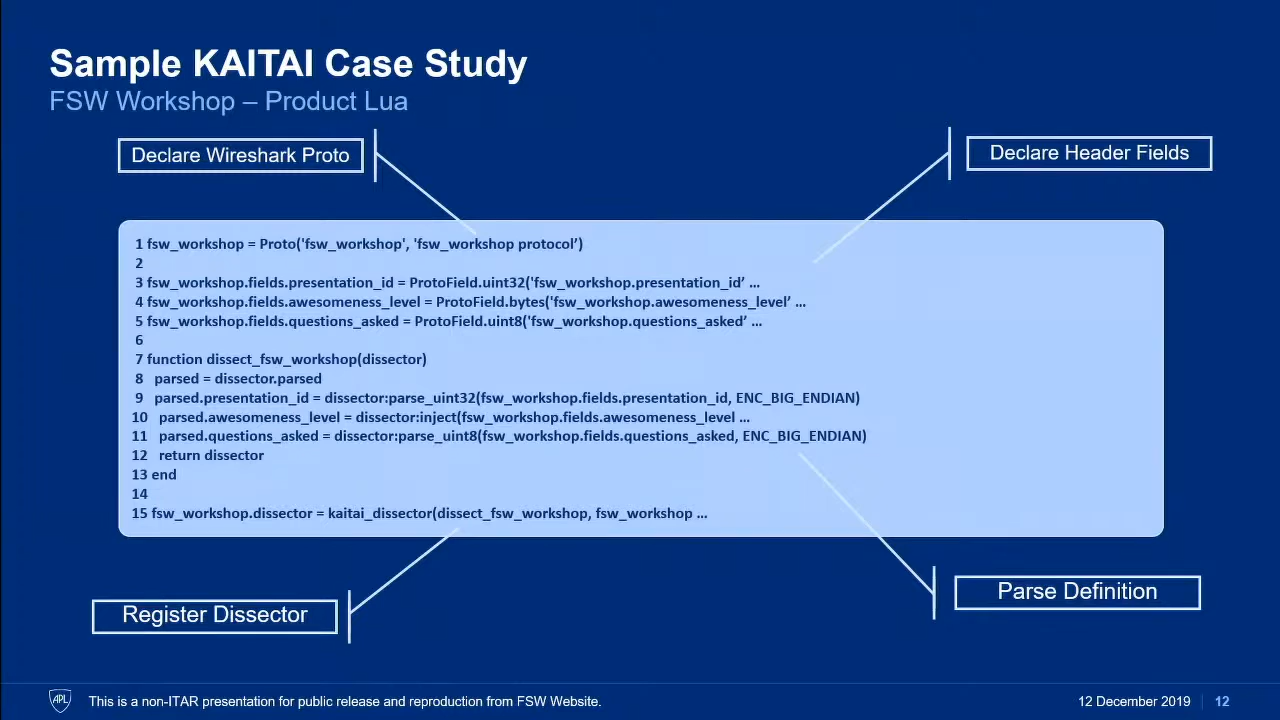 Sample KAITAI Case Study
FSW Workshop – Product Lua
Declare Wireshark Proto
Declare Header Fields
1 fsw_workshop = Proto('fsw_workshop', 'fsw_workshop protocol’)
2
3 fsw_workshop.fields.presentation_id = ProtoField.uint32('fsw_workshop.presentation_id’ …
4 fsw_workshop.fields.awesomeness_level = ProtoField.bytes('fsw_workshop.awesomeness_level’ …
5 fsw_workshop.fields.questions_asked = ProtoField.uint8('fsw_workshop.questions_asked’ …
6
7 function dissect_fsw_workshop(dissector)
8 parsed = dissector.parsed
9 parsed.presentation_id = dissector:parse_uint32(fsw_workshop.fields.presentation_id, ENC_BIG_ENDIAN)
10 parsed.awesomeness_level = dissector:inject(fsw_workshop.fields.awesomeness_level …
11 parsed.questions_asked = dissector:parse_uint8(fsw_workshop.fields.questions_asked, ENC_BIG_ENDIAN)
12 return dissector
13 end
14
15 fsw_workshop.dissector = kaitai_dissector(dissect_fsw_workshop, fsw_workshop …
Register Dissector
Parse Definition
APL
This is a non-ITAR presentation for public release and reproduction from FSW Website.
12 December 2019
12